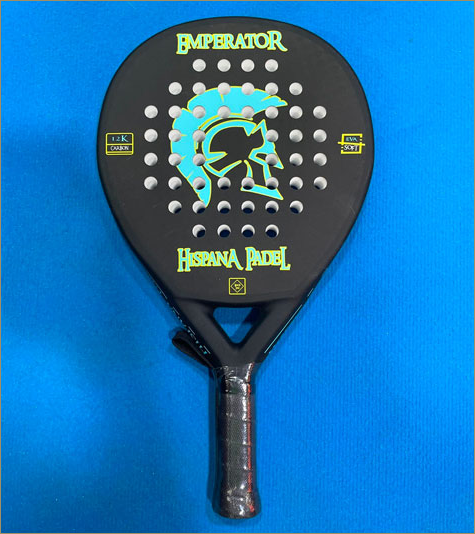 EMPERATOR
12K
CARBON
EVA
SOFT
HISPANA PADEL